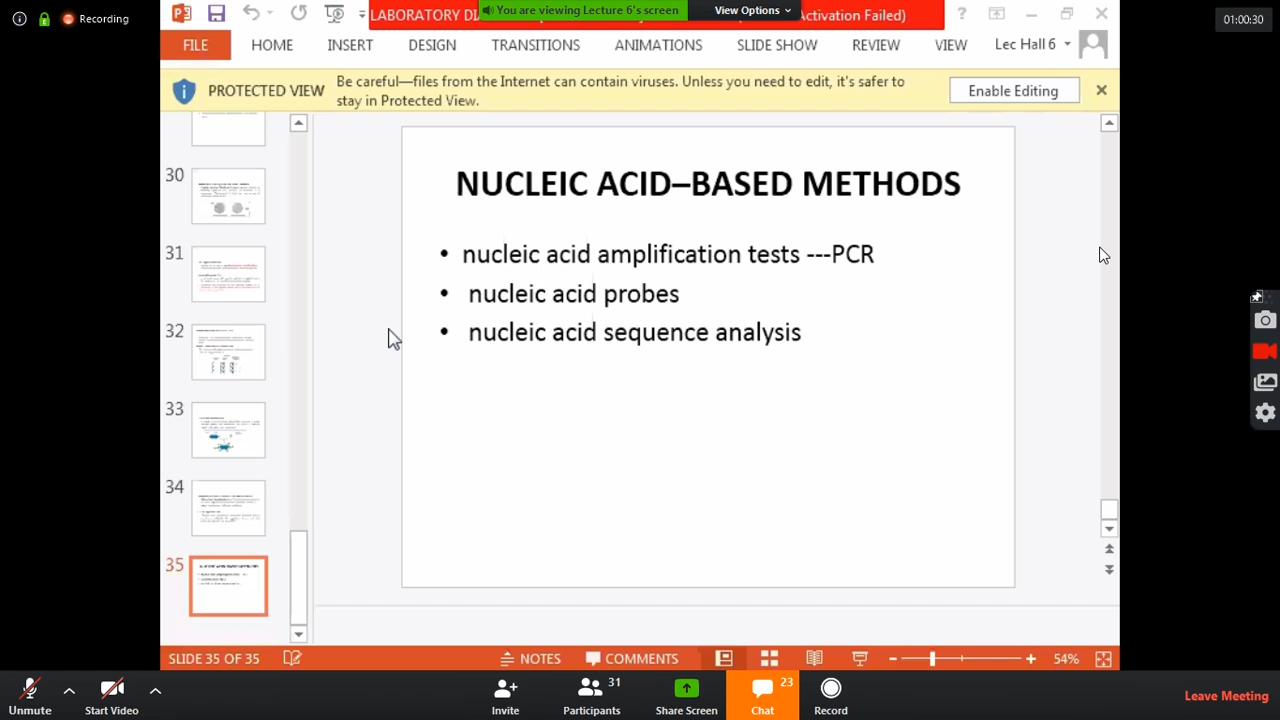 Recording
LABORATORY DI
You are viewing Lecture 6's screen
View Options
Activation Failed)
01:00:30
FILE HOME INSERT DESIGN TRANSITIONS ANIMATIONS SLIDE SHOW REVIEW VIEW Lec Hall 6
PROTECTED VIEW
Be careful—files from the Internet can contain viruses. Unless you need to edit, it's safer to
stay in Protected View.
Enable Editing
30
31
32
33
34
35
NUCLEIC ACID–BASED METHODS
• nucleic acid amplification tests ---PCR
• nucleic acid probes
• nucleic acid sequence analysis
SLIDE 35 OF 35 NOTES COMMENTS 54%
Unmute Start Video Invite Participants 31 Share Screen Chat 23 Record Leave Meeting